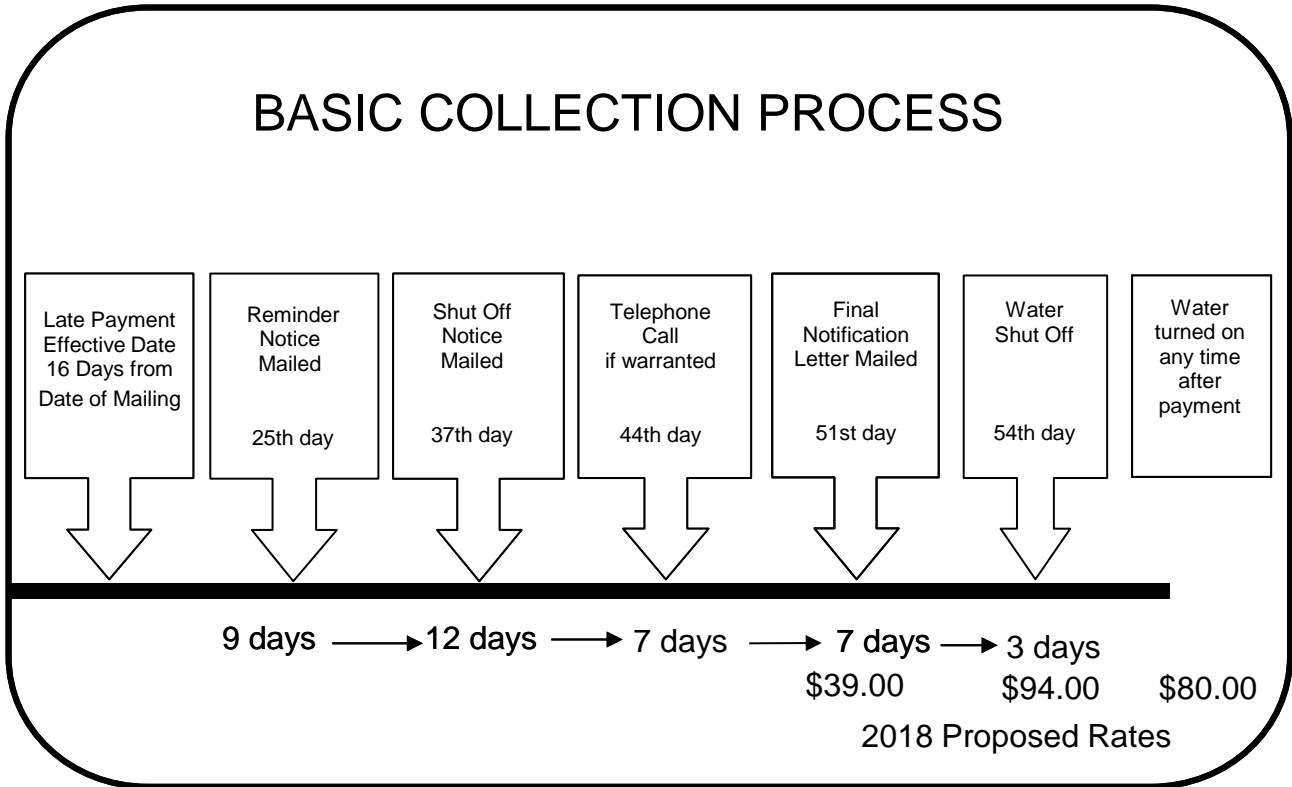 BASIC COLLECTION PROCESS
Late Payment
Effective Date
16 Days from
Date of Mailing
Reminder
Notice
Mailed
25th day
Shut Off
Notice
Mailed
37th day
Telephone
Call
if warranted
44th day
Final
Notification
Letter Mailed
51st day
Water
Shut Off
54th day
Water
turned on
any time
after
payment
9 days 12 days 7 days 7 days 3 days
$39.00 $94.00 $80.00
2018 Proposed Rates